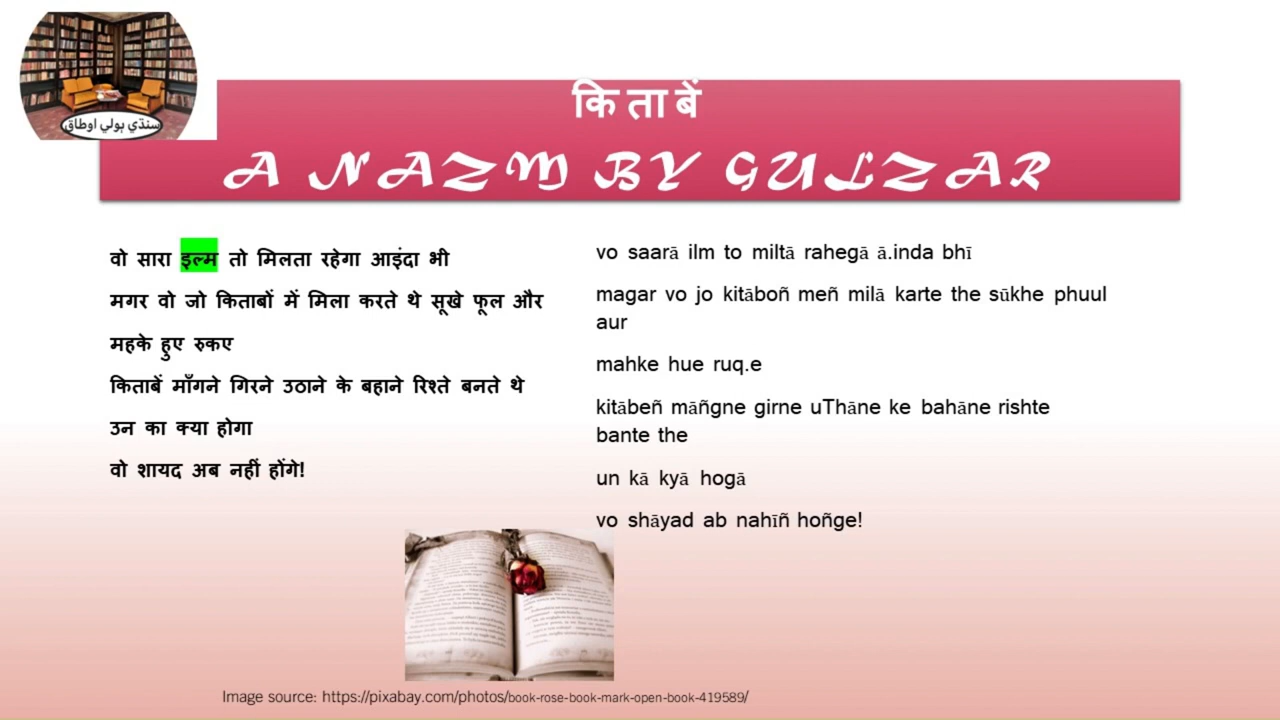 سنڌي ٻولي اوطاق
किताबें
A NAZM BY GULZAR
वो सारा इल्म तो मिलता रहेगा आइंदा भी
मगर वो जो किताबों में मिला करते थे सूखे फूल और
महके हुए रुकए
किताबें माँगने गिरने उठाने के बहाने रिश्ते बनते थे
उन का क्या होगा
वो शायद अब नहीं होंगे!
vo saarā ilm to miltā rahegā ā.inda bhī
magar vo jo kitāboñ meñ milā karte the sūkhe phuul
aur
mahke hue ruq.e
kitābeñ māñgne girne uThāne ke bahāne rishte
bante the
un kā kyā hogā
vo shāyad ab nahīñ hoñge!
Image source: https://pixabay.com/photos/book-rose-book-mark-open-book-419589/